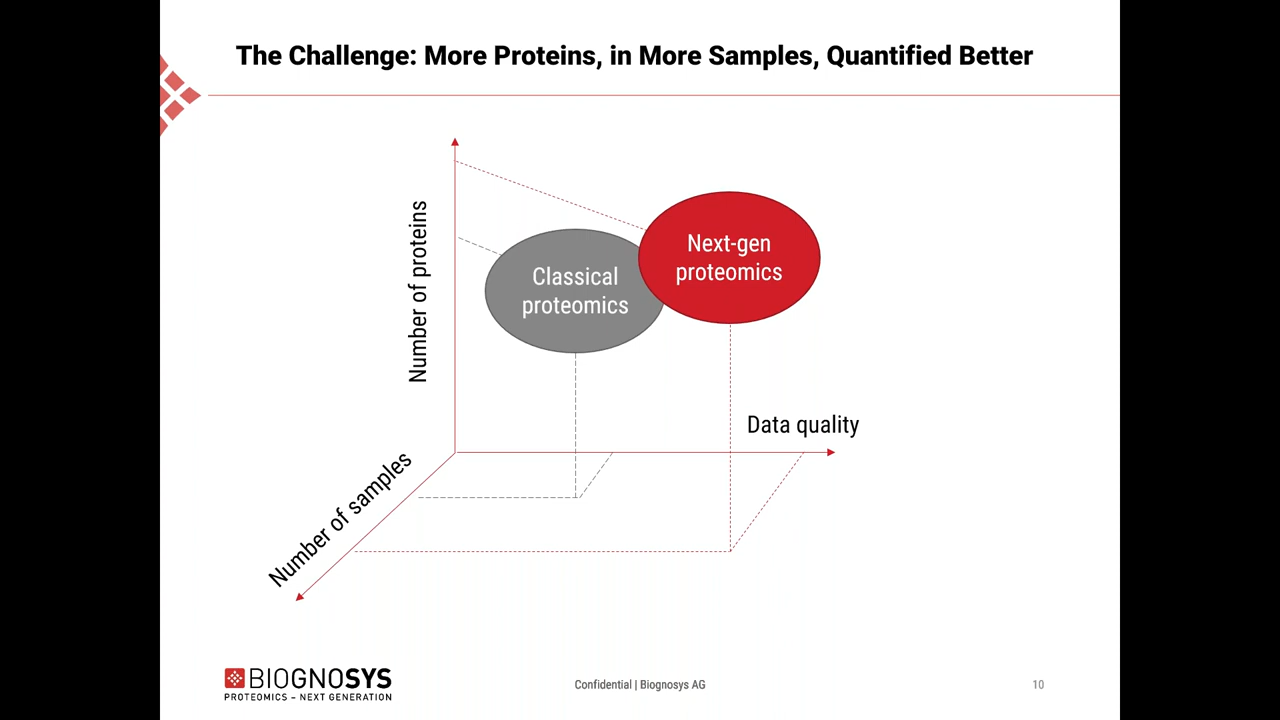 The Challenge: More Proteins, in More Samples, Quantified Better
Number of proteins
Classical
proteomics
Next-gen
proteomics
Data quality
Number of samples
BIOGNOSYS
PROTEOMICS – NEXT GENERATION
Confidential | Biognosys AG
10